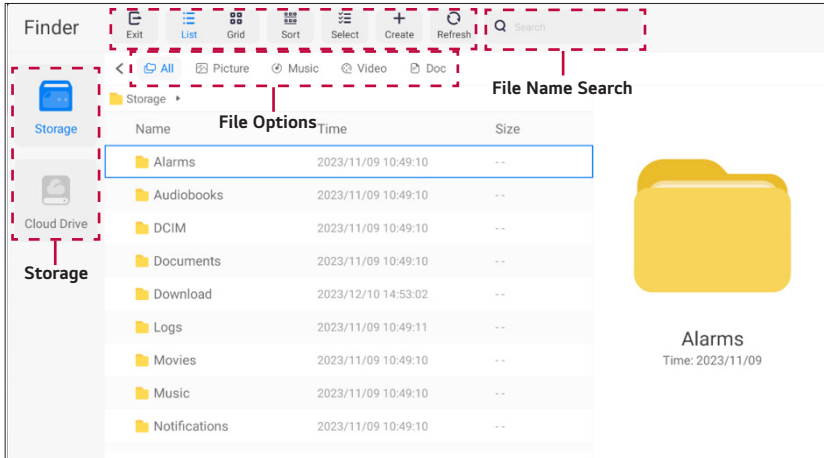 Finder
Exit List Grid Sort Select Create Refresh
Search
All Picture Music Video Doc
File Name Search
Storage
File Options
Name Time Size
Storage
Cloud Drive
Storage
Alarms 2023/11/09 10:49:10 - -
Audiobooks 2023/11/09 10:49:10 - -
DCIM 2023/11/09 10:49:10 - -
Documents 2023/11/09 10:49:10 - -
Download 2023/12/10 14:53:02 - -
Logs 2023/11/09 10:49:11 - -
Movies 2023/11/09 10:49:10 - -
Music 2023/11/09 10:49:10 - -
Notifications 2023/11/09 10:49:10 - -
Alarms
Time: 2023/11/09